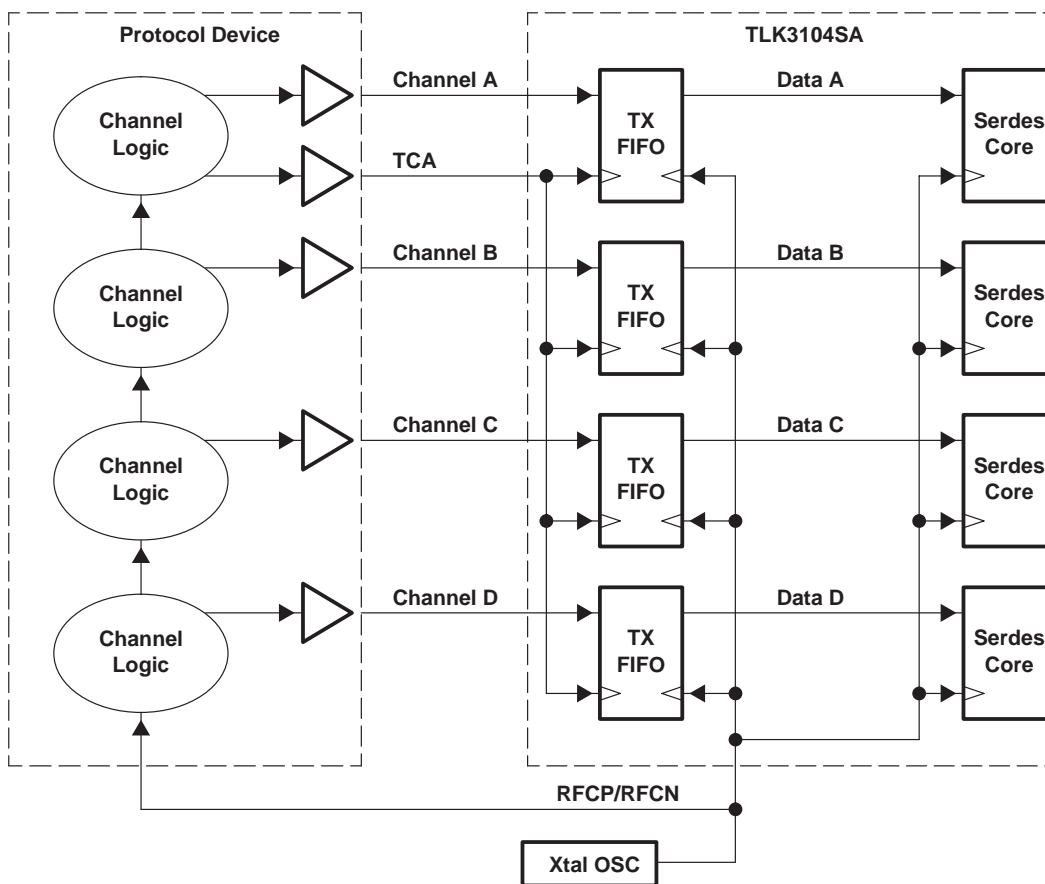 Protocol Device
TLK3104SA
Channel
Logic
Channel A
TX
FIFO
Data A
Serdes
Core
TCA
Channel
Logic
Channel B
TX
FIFO
Data B
Serdes
Core
Channel
Logic
Channel C
TX
FIFO
Data C
Serdes
Core
Channel
Logic
Channel D
TX
FIFO
Data D
Serdes
Core
RFCP/RFCN
Xtal OSC